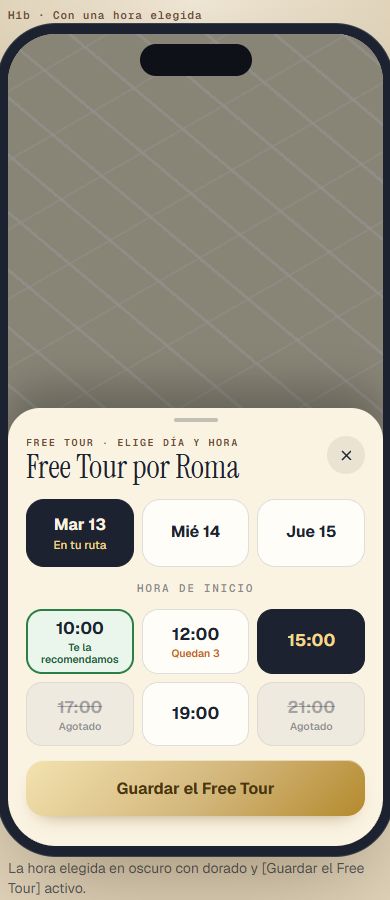 H1b · Con una hora elegida
FREE TOUR · ELIGE DÍA Y HORA
Free Tour por Roma
Mar 13
En tu ruta
Mié 14
Jue 15
HORA DE INICIO
10:00
Te la
recomendamos
12:00
Quedan 3
15:00
17:00
Agotado
19:00
21:00
Agotado
Guardar el Free Tour
La hora elegida en oscuro con dorado y [Guardar el Free
Tour] activo.